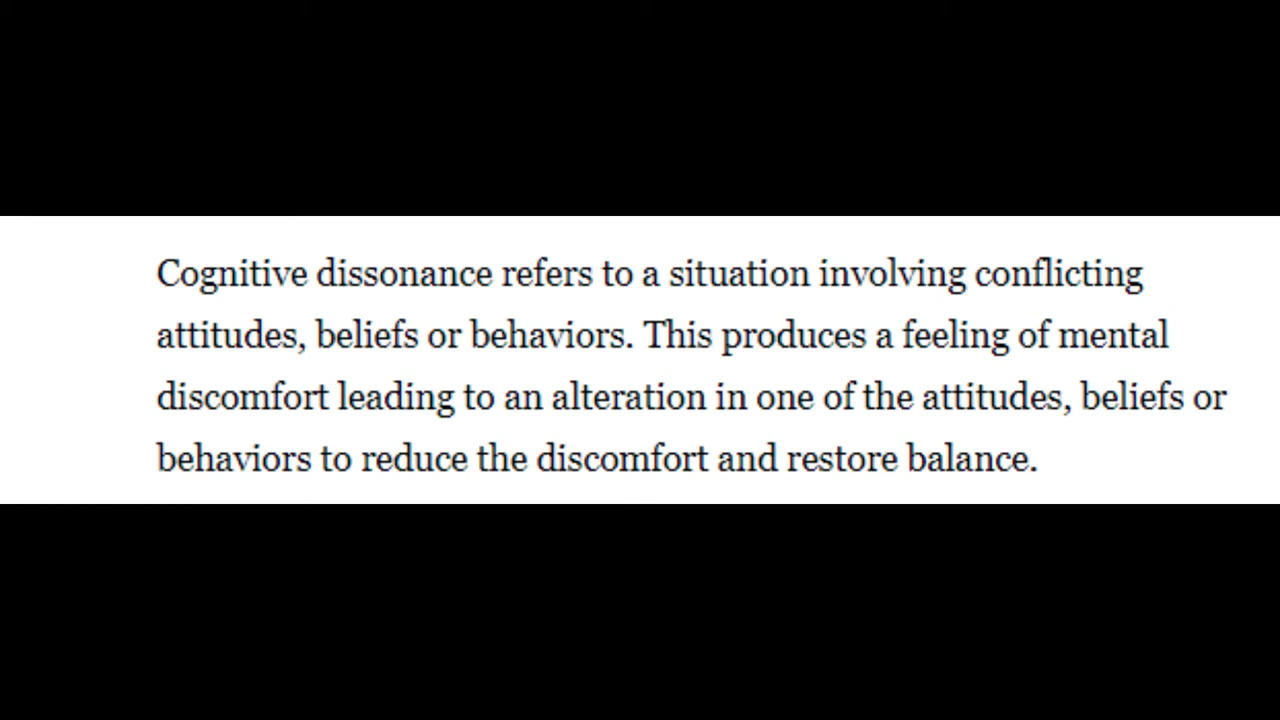 Cognitive dissonance refers to a situation involving conflicting
attitudes, beliefs or behaviors. This produces a feeling of mental
discomfort leading to an alteration in one of the attitudes, beliefs or
behaviors to reduce the discomfort and restore balance.